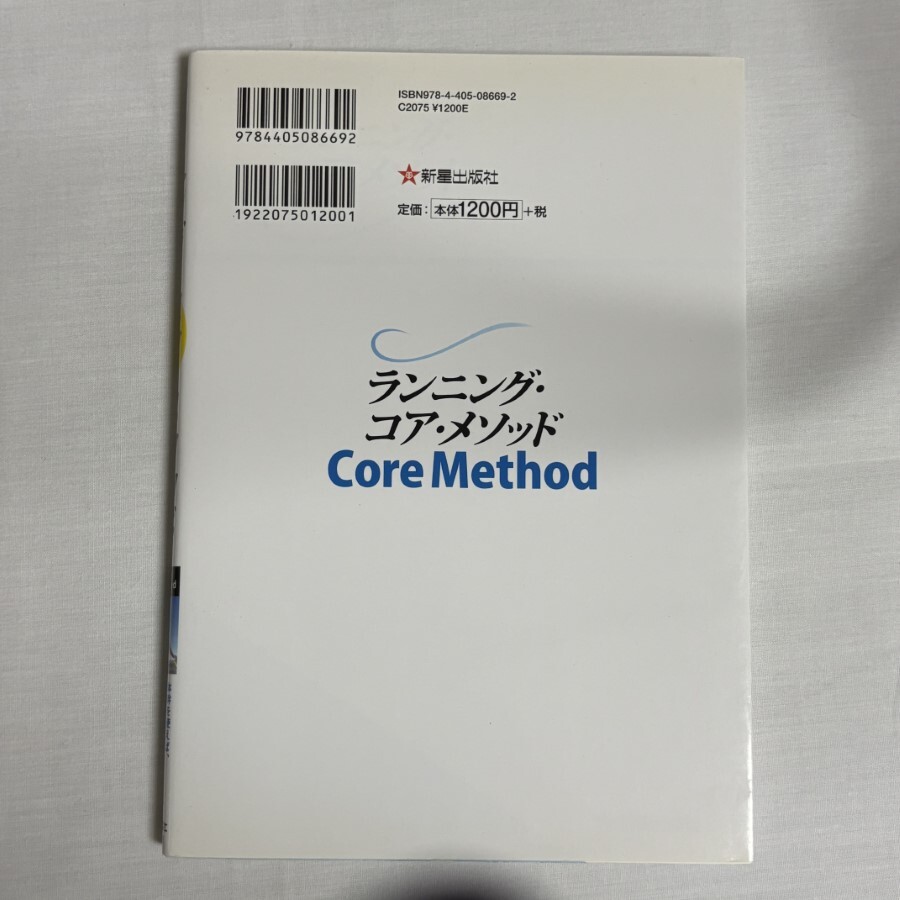 ISBN978-4-405-08669-2
C2075 ¥1200E
9784405086692
新星出版社
1922075012001
定価：本体1200円+税
ランニング・
コア・メソッド
Core Method